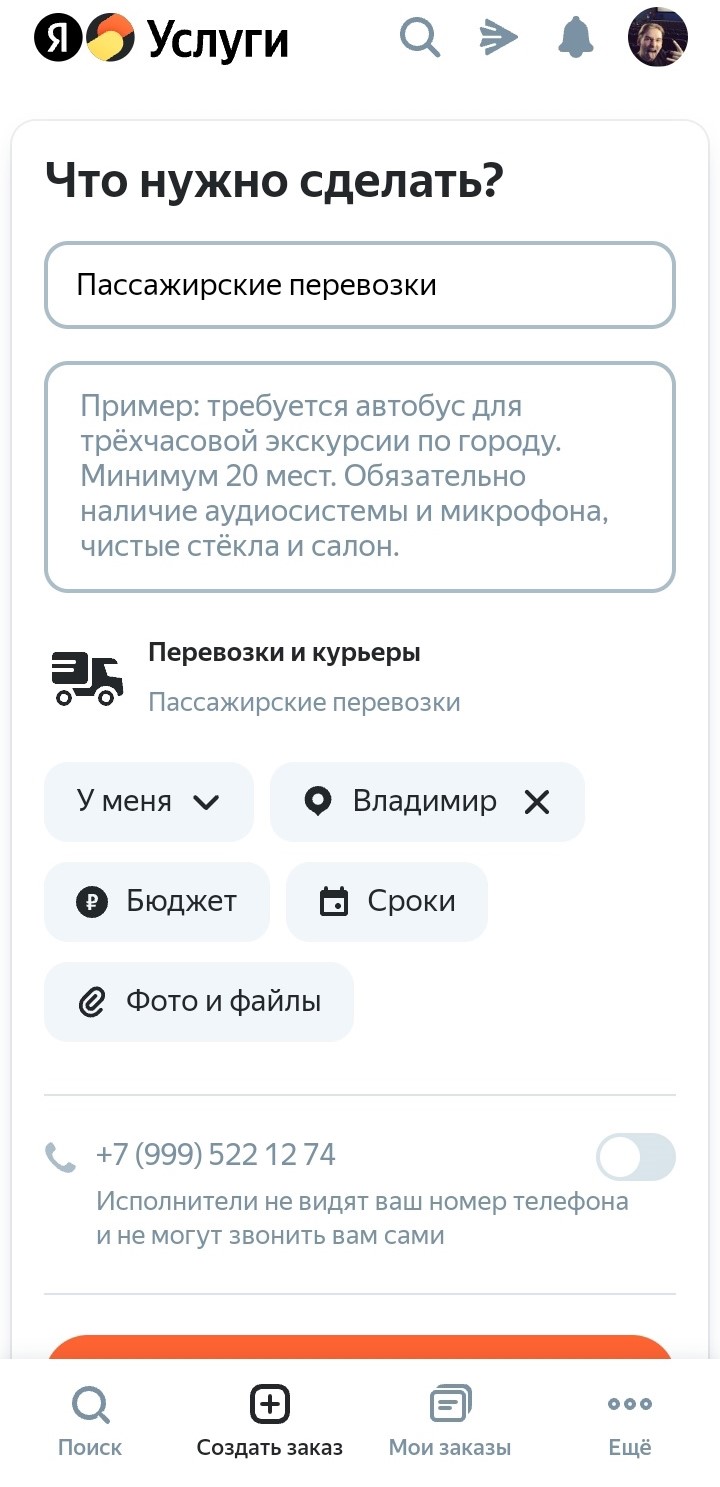 Я Услуги
Что нужно сделать?
Пассажирские перевозки
Пример: требуется автобус для
трёхчасовой экскурсии по городу.
Минимум 20 мест. Обязательно
наличие аудиосистемы и микрофона,
чистые стёкла и салон.
Перевозки и курьеры
Пассажирские перевозки
У меня
Владимир
Бюджет
Сроки
Фото и файлы
+7 (999) 522 12 74
Исполнители не видят ваш номер телефона
и не могут звонить вам сами
Поиск
Создать заказ
Мои заказы
Ещё